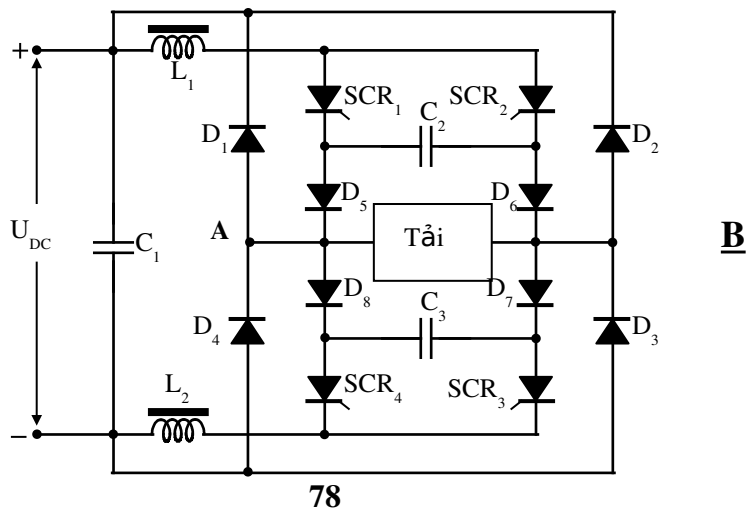 +
L₁
SCR₁
SCR₂
C₂
D₁
D₂
D₅
D₆
U_DC
C₁
A
Tải
B
D₈
D₇
C₃
D₄
D₃
SCR₄
SCR₃
L₂
–
78